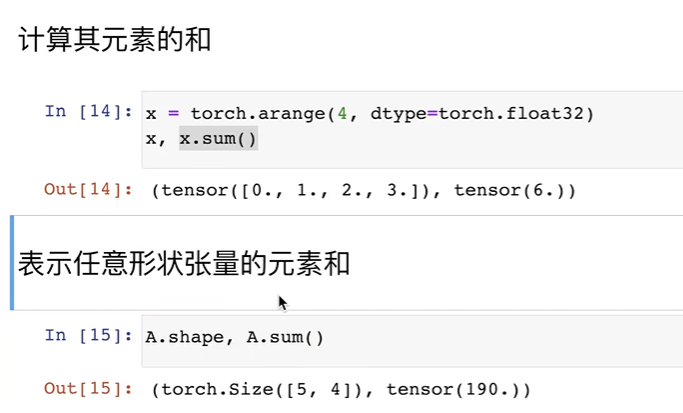 计算其元素的和
In [14]: x = torch.arange(4, dtype=torch.float32)
x, x.sum()
Out[14]: (tensor([0., 1., 2., 3.]), tensor(6.))
表示任意形状张量的元素和
In [15]: A.shape, A.sum()
Out[15]: (torch.Size([5, 4]), tensor(190.))